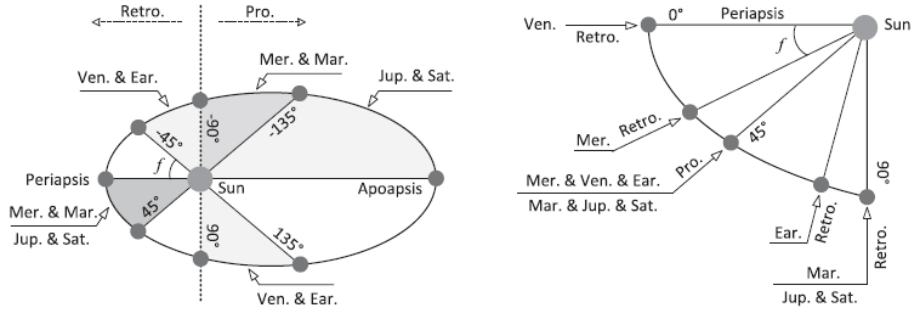 Retro. Pro.
Mer. & Mar.
Ven. & Ear.
Jup. & Sat.
-45°
-90°
-135°
f
Periapsis
Sun
Apoapsis
Mer. & Mar.
Jup. & Sat.
45°
90°
135°
Ven. & Ear.
Ven.
Retro.
0°
Periapsis
Sun
f
Mer.
Retro.
45°
Pro.
Mer. & Ven. & Ear.
Mar. & Jup. & Sat.
90°
Ear.
Retro.
Retro.
Mar.
Jup. & Sat.